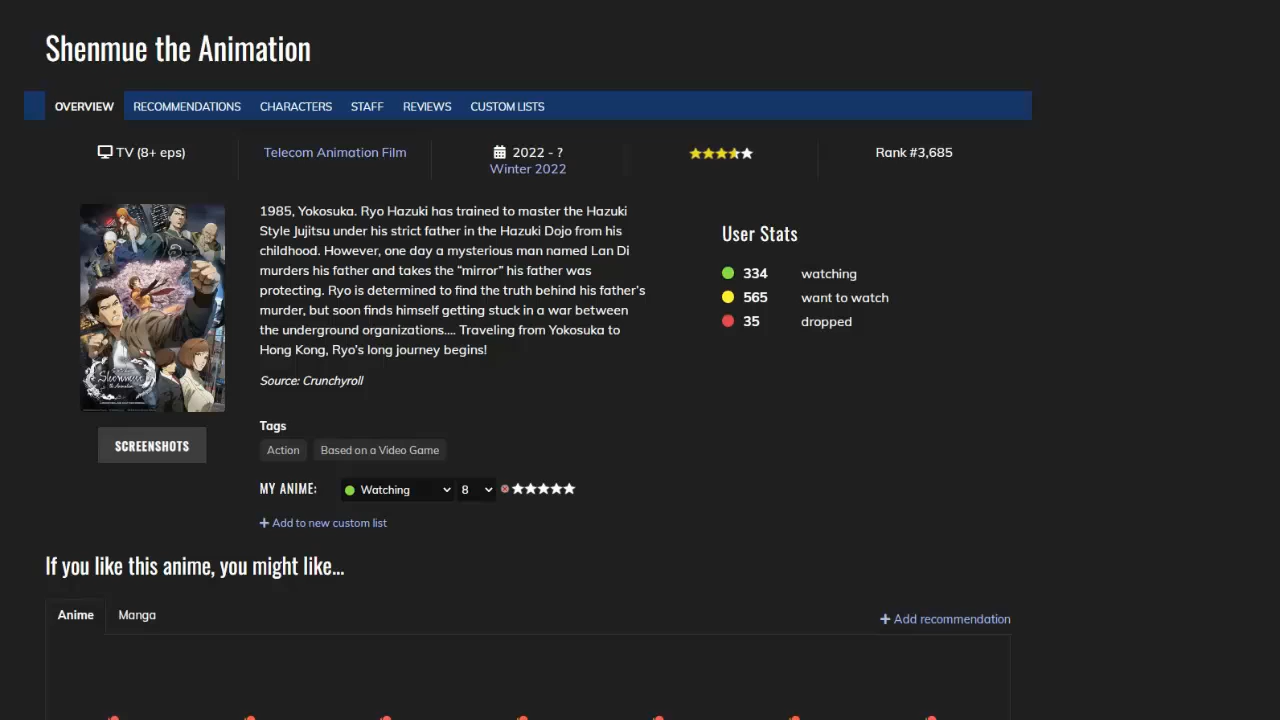 Shenmue the Animation
OVERVIEW RECOMMENDATIONS CHARACTERS STAFF REVIEWS CUSTOM LISTS
TV (8+ eps) Telecom Animation Film 2022 - ? Rank #3,685
Winter 2022
1985, Yokosuka. Ryo Hazuki has trained to master the Hazuki
Style Jujitsu under his strict father in the Hazuki Dojo from his
childhood. However, one day a mysterious man named Lan Di
murders his father and takes the “mirror” his father was
protecting. Ryo is determined to find the truth behind his father’s
murder, but soon finds himself getting stuck in a war between
the underground organizations.... Traveling from Yokosuka to
Hong Kong, Ryo’s long journey begins!
Source: Crunchyroll
User Stats
334 watching
565 want to watch
35 dropped
Shenmue
the Animation
SCREENSHOTS
Tags
Action Based on a Video Game
MY ANIME: Watching 8
+ Add to new custom list
If you like this anime, you might like...
Anime Manga
+ Add recommendation